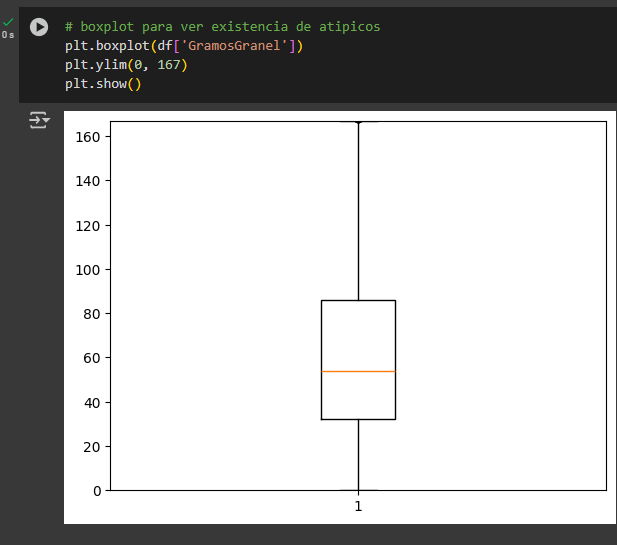 # boxplot para ver existencia de atipicos
plt.boxplot(df['GramosGranel'])
plt.ylim(0, 167)
plt.show()
0s
160
140
120
100
80
60
40
20
0
1